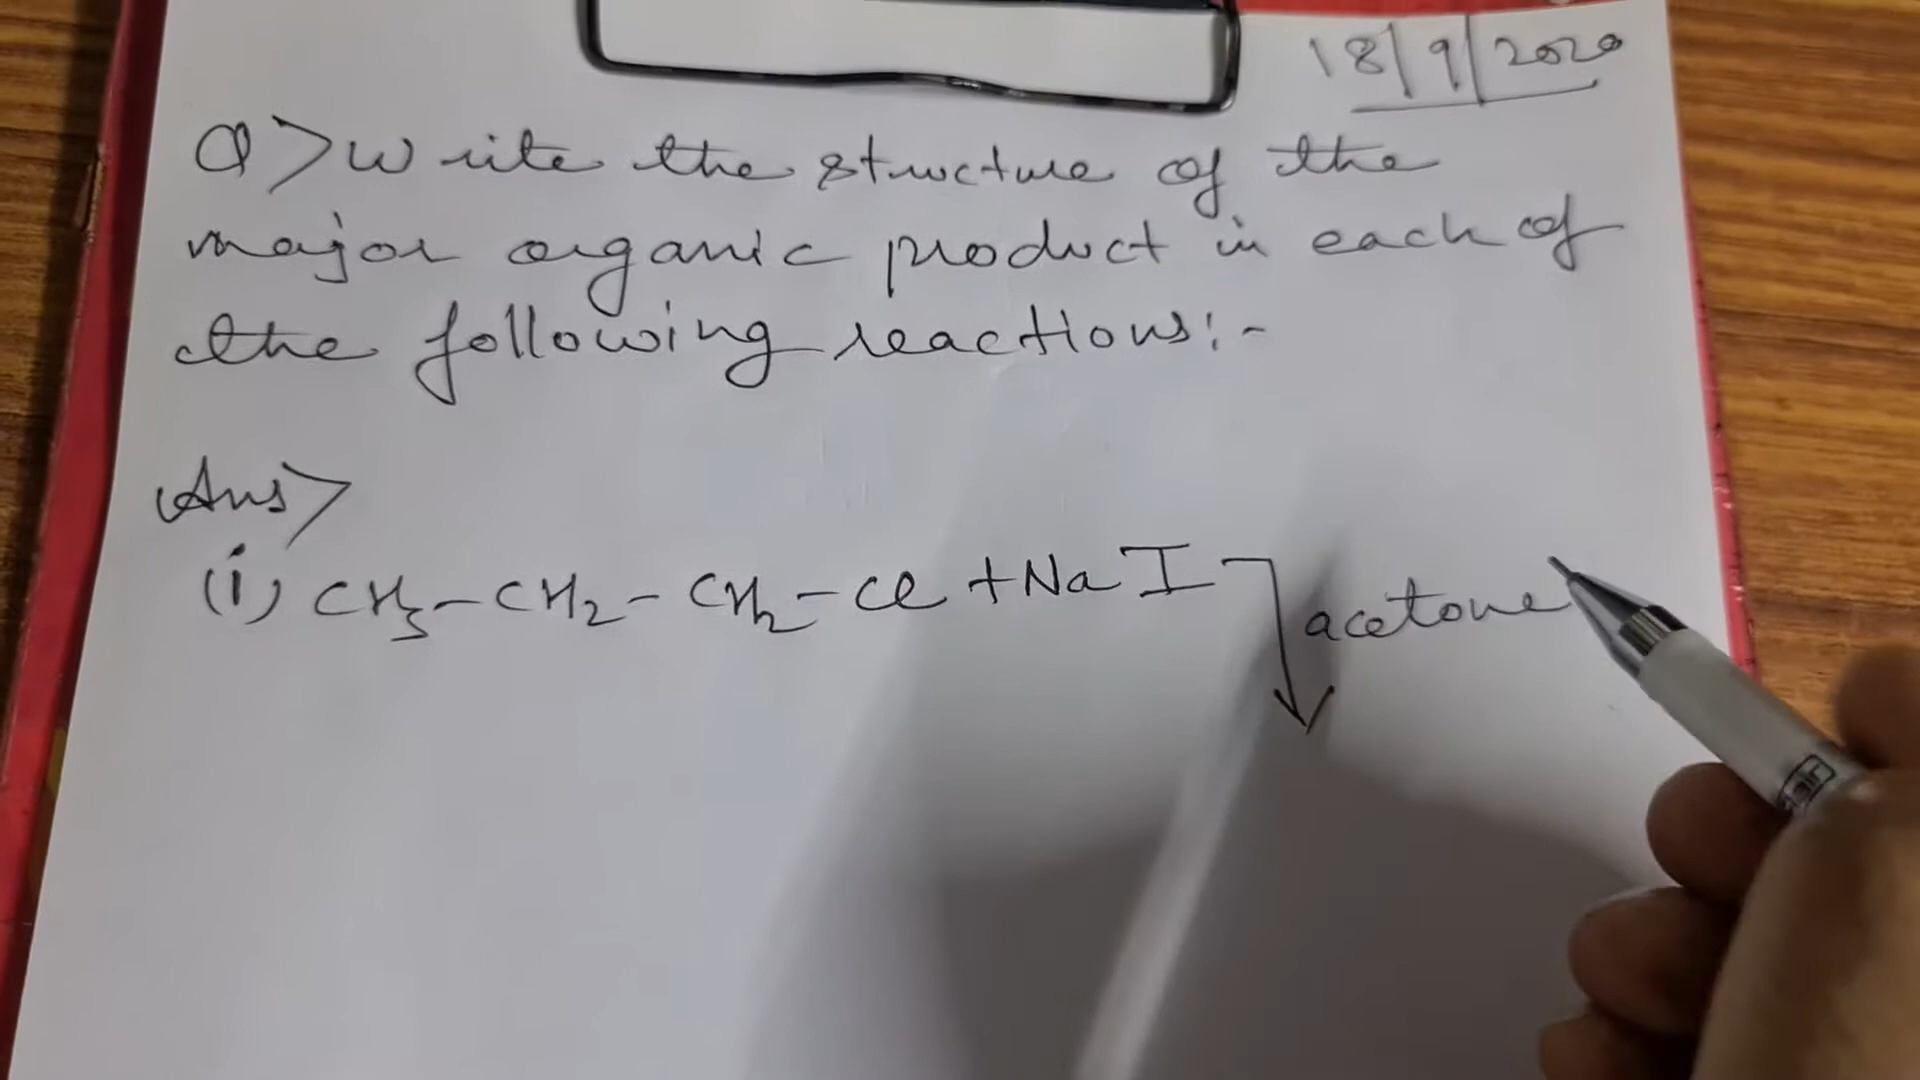 18/9/2020
Q> Write the structure of the
major organic product in each of
the following reactions:-
Ans>
(i) CH3-CH2-CH2-Cl + NaI
acetone